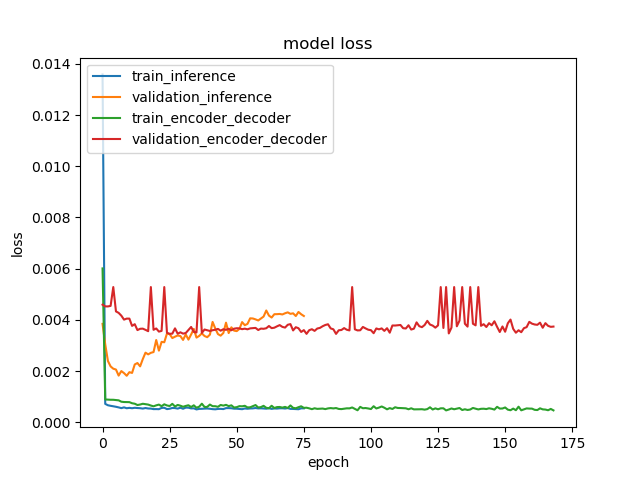 model loss
0.014
0.012
0.010
0.008
0.006
0.004
0.002
0.000
loss
train_inference
validation_inference
train_encoder_decoder
validation_encoder_decoder
0 25 50 75 100 125 150 175
epoch